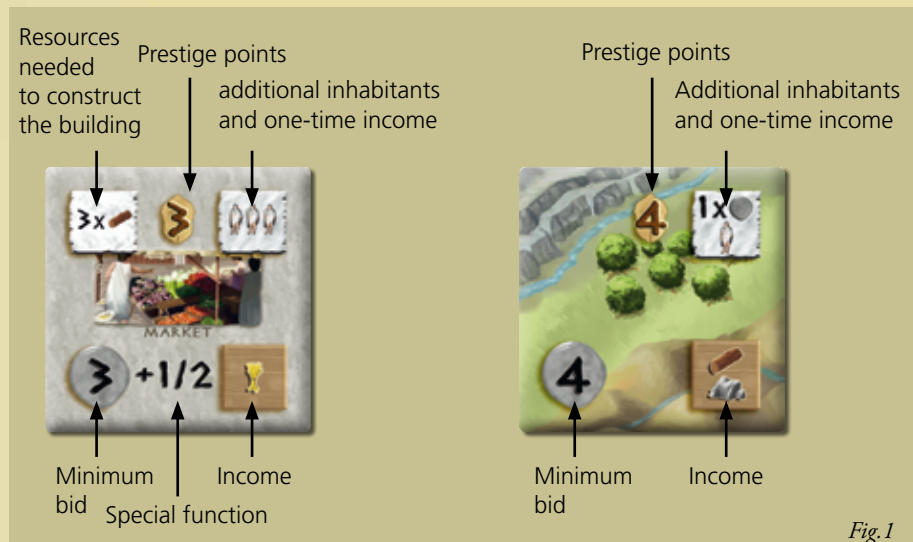 Resources
needed
to construct
the building
Prestige points
additional inhabitants
and one-time income
3x
3
MARKET
3
+1/2
Minimum
bid
Special function
Income
Prestige points
Additional inhabitants
and one-time income
4
1x
4
Minimum
bid
Income
Fig.1